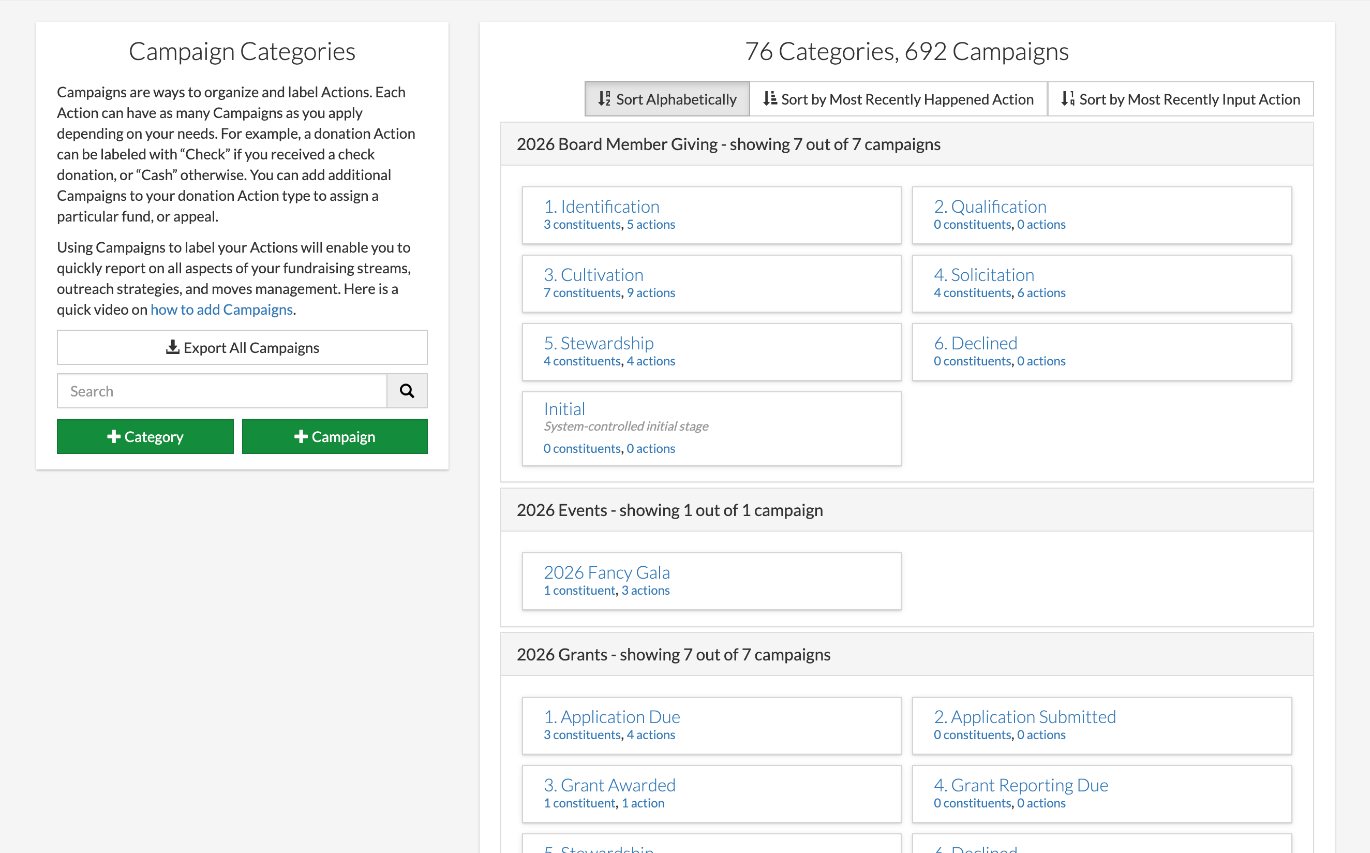 Campaign Categories
Campaigns are ways to organize and label Actions. Each
Action can have as many Campaigns as you apply
depending on your needs. For example, a donation Action
can be labeled with “Check” if you received a check
donation, or “Cash” otherwise. You can add additional
Campaigns to your donation Action type to assign a
particular fund, or appeal.
Using Campaigns to label your Actions will enable you to
quickly report on all aspects of your fundraising streams,
outreach strategies, and moves management. Here is a
quick video on how to add Campaigns.
Export All Campaigns
Search
Category
Campaign
76 Categories, 692 Campaigns
Sort Alphabetically
Sort by Most Recently Happened Action
Sort by Most Recently Input Action
2026 Board Member Giving - showing 7 out of 7 campaigns
1. Identification
3 constituents, 5 actions
2. Qualification
0 constituents, 0 actions
3. Cultivation
7 constituents, 9 actions
4. Solicitation
4 constituents, 6 actions
5. Stewardship
4 constituents, 4 actions
6. Declined
0 constituents, 0 actions
Initial
System-controlled initial stage
0 constituents, 0 actions
2026 Events - showing 1 out of 1 campaign
2026 Fancy Gala
1 constituent, 3 actions
2026 Grants - showing 7 out of 7 campaigns
1. Application Due
3 constituents, 4 actions
2. Application Submitted
0 constituents, 0 actions
3. Grant Awarded
1 constituent, 1 action
4. Grant Reporting Due
0 constituents, 0 actions
5. Stewardship
6. Declined